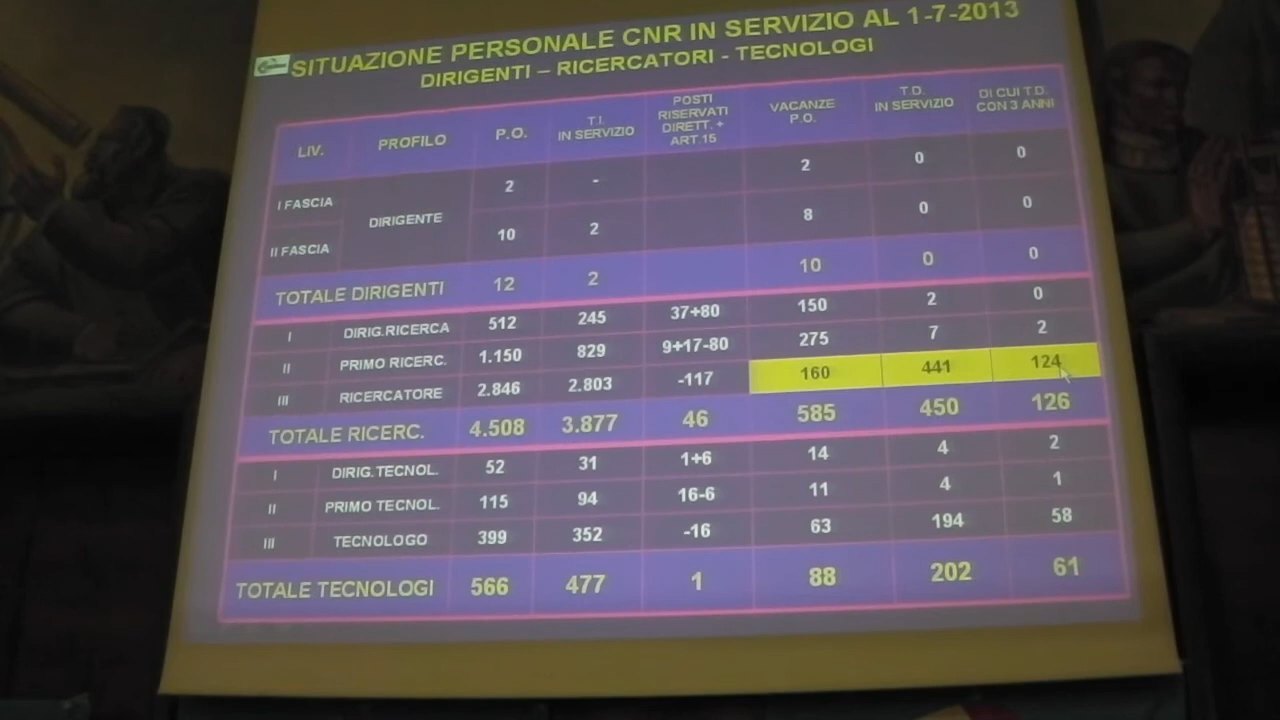 SITUAZIONE PERSONALE CNR IN SERVIZIO AL 1-7-2013
DIRIGENTI – RICERCATORI - TECNOLOGI
LIV. PROFILO P.O. T.I. IN SERVIZIO POSTI RISERVATI DIRETT. + ART 15 VACANZE P.O. T.D. IN SERVIZIO DI CUI T.D. CON 3 ANNI
I FASCIA DIRIGENTE 2 - 2 0 0
II FASCIA 10 2 8 0 0
TOTALE DIRIGENTI 12 2 10 0 0
I DIRIG.RICERCA 512 245 37+80 150 2 0
II PRIMO RICERC. 1.150 829 9+17-80 275 7 2
III RICERCATORE 2.846 2.803 -117 160 441 124
TOTALE RICERC. 4.508 3.877 46 585 450 126
I DIRIG.TECNOL. 52 31 1+6 14 4 2
II PRIMO TECNOL. 115 94 16-6 11 4 1
III TECNOLOGO 399 352 -16 63 194 58
TOTALE TECNOLOGI 566 477 1 88 202 61